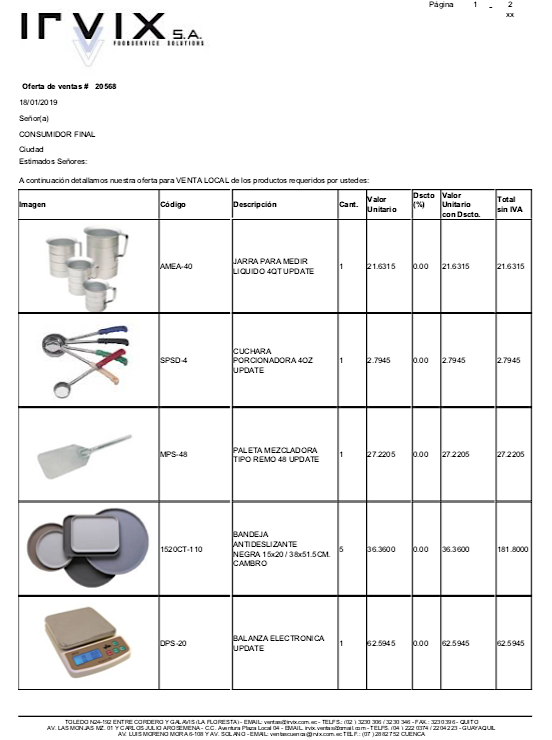 Página 1 - 2
xx
IRVIX S.A.
FOODSERVICE SOLUTIONS
Oferta de ventas # 20568
18/01/2019
Señor(a)
CONSUMIDOR FINAL
Ciudad
Estimados Señores:
A continuación detallamos nuestra oferta para VENTA LOCAL de los productos requeridos por ustedes:
Imagen Código Descripción Cant. Valor Unitario Dscto (%) Valor Unitario con Dscto. Total sin IVA
AMEA-40 JARRA PARA MEDIR LIQUIDO 4QT UPDATE 1 21.6315 0.00 21.6315 21.6315
SPSD-4 CUCHARA PORCIONADORA 4OZ UPDATE 1 2.7945 0.00 2.7945 2.7945
MPS-48 PALETA MEZCLADORA TIPO REMO 48 UPDATE 1 27.2205 0.00 27.2205 27.2205
1520CT-110 BANDEJA ANTIDESLIZANTE NEGRA 15x20 / 38x51.5CM. CAMBRO 5 36.3600 0.00 36.3600 181.8000
DPS-20 BALANZA ELECTRONICA UPDATE 1 62.5945 0.00 62.5945 62.5945
TOLEDO N24-192 ENTRE CORDERO Y GALAVIS (LA FLORESTA) - EMAIL: ventas@irvix.com.ec - TELFS.: (02 ) 3230 306 / 3230 346 - FAX.: 3230396 - QUITO
AV. LAS MONJAS MZ. 01 Y CARLOS JULIO AROSEMENA - C.C. Aventura Plaza Local 04 - EMAIL. irvix.ventas@gmail.com - TELFS. (04 ) 222 0374 / 2204 223 - GUAYAQUIL
AV. LUIS MORENO MORA 6-108 Y AV. SOLANO - EMAIL: ventascuenca@irvix.com.ec TELF.: (07 ) 2882752 CUENCA